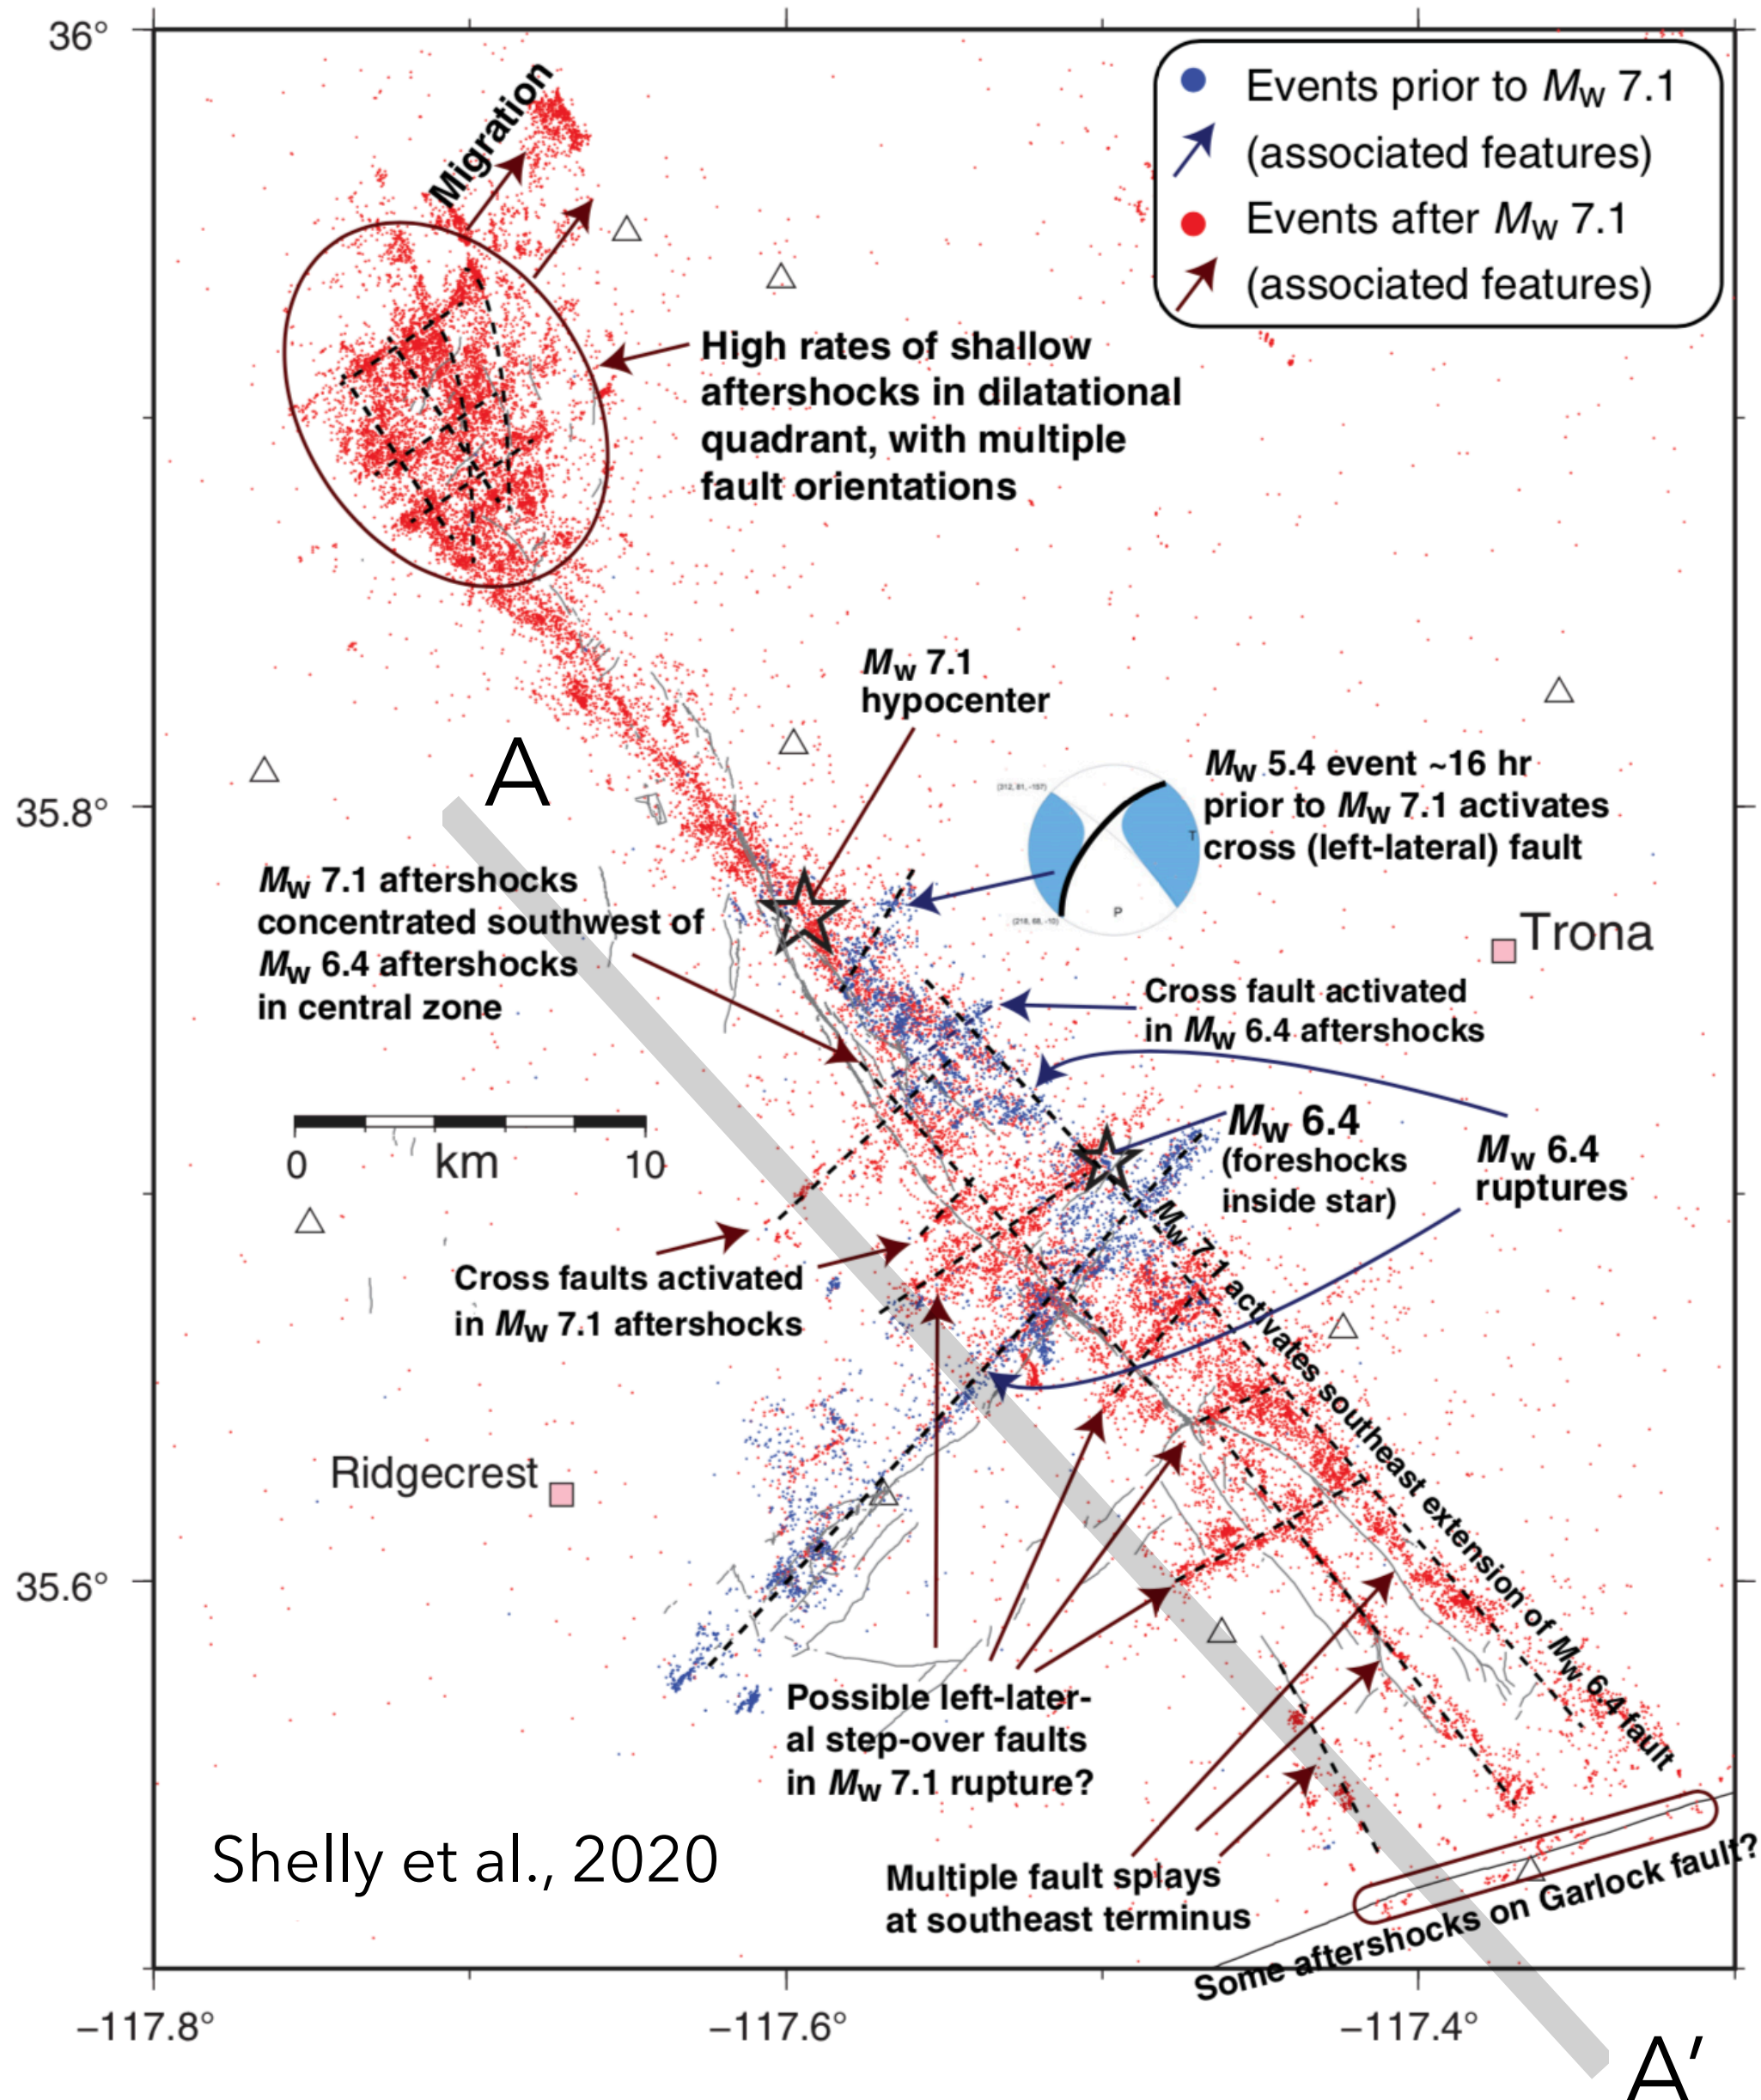 36°
Migration
Events prior to Mw 7.1
(associated features)
Events after Mw 7.1
(associated features)
High rates of shallow
aftershocks in dilatational
quadrant, with multiple
fault orientations
Mw 7.1
hypocenter
A
35.8°
Mw 5.4 event ~16 hr
prior to Mw 7.1 activates
cross (left-lateral) fault
T
P
Mw 7.1 aftershocks
concentrated southwest of
Mw 6.4 aftershocks
in central zone
Trona
Cross fault activated
in Mw 6.4 aftershocks
0 km 10
Mw 6.4
(foreshocks
inside star)
Mw 6.4
ruptures
Cross faults activated
in Mw 7.1 aftershocks
Mw 7.1 activates southeast extension of Mw 6.4 fault
Ridgecrest
35.6°
Possible left-later-
al step-over faults
in Mw 7.1 rupture?
Shelly et al., 2020
Multiple fault splays
at southeast terminus
Some aftershocks on Garlock fault?
−117.8°
−117.6°
−117.4°
A′